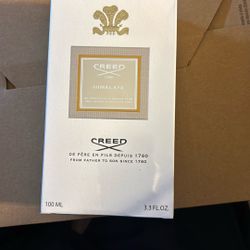 CREED
HIMALAYA
CREED
DE PÈRE EN FILS DEPUIS 1760
FROM FATHER TO SON SINCE 1760
100 ML
3.3 FL.OZ.